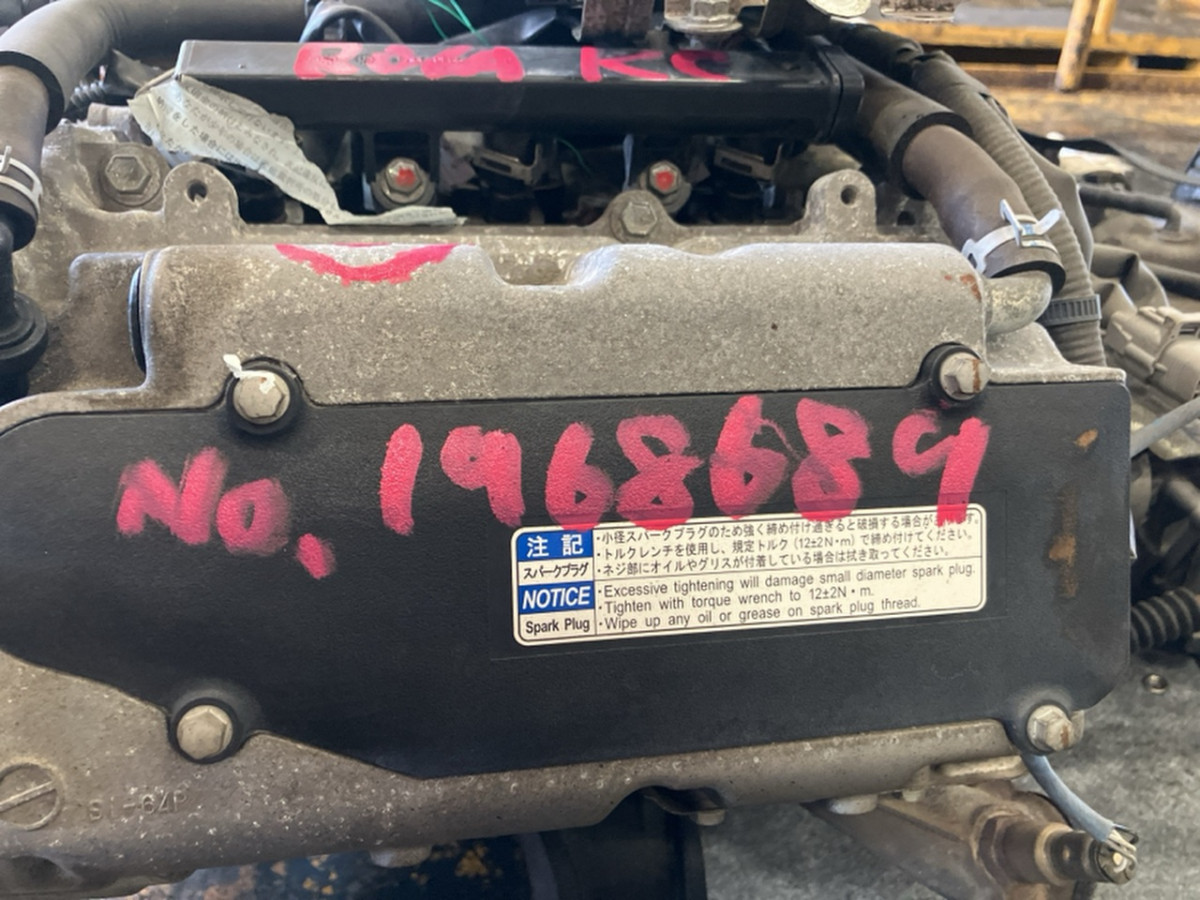 No. 1968689
注記
スパークプラグ
・小径スパークプラグのため強く締め付け過ぎると破損する場合が
・トルクレンチを使用し、規定トルク (12±2N・m) で締め付けてください。
・ネジ部にオイルやグリスが付着している場合は拭き取ってください。
NOTICE
Spark Plug
・Excessive tightening will damage small diameter spark plug.
・Tighten with torque wrench to 12±2N・m.
・Wipe up any oil or grease on spark plug thread.